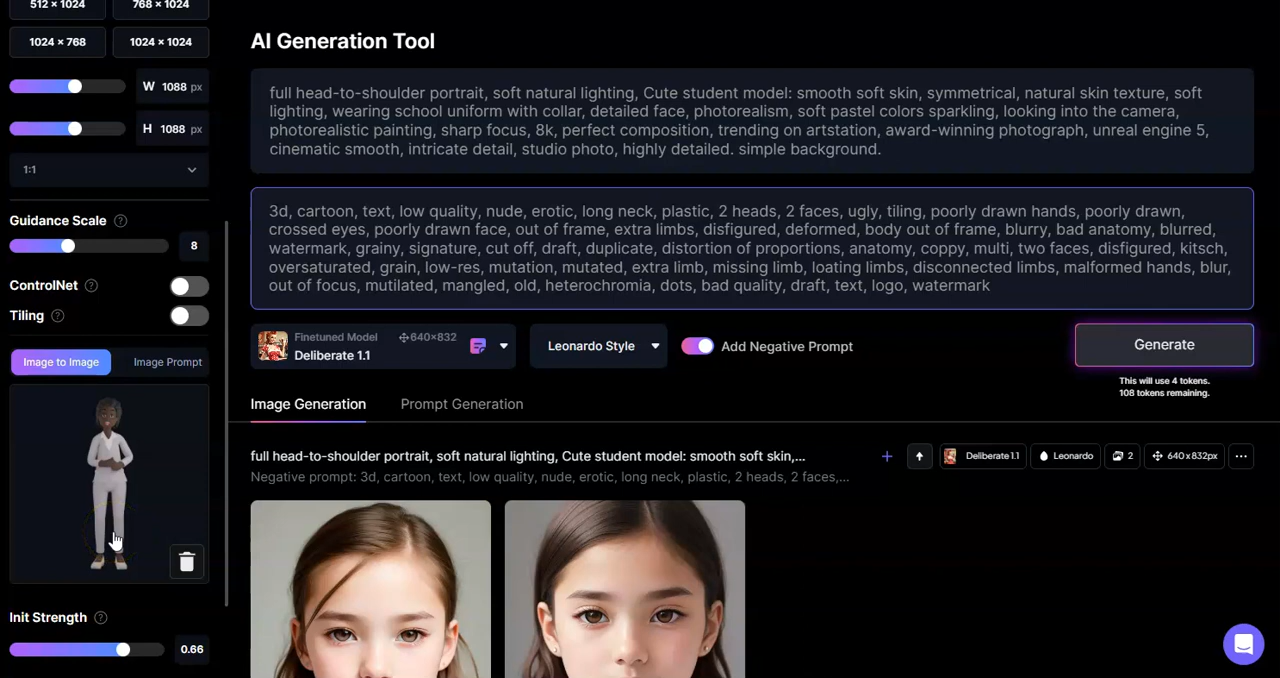 512 × 1024
768 × 1024
1024 × 768
1024 × 1024
W 1088 px
H 1088 px
1:1
Guidance Scale ?
8
ControlNet ?
Tiling ?
Image to Image
Image Prompt
Init Strength ?
0.66
AI Generation Tool
full head-to-shoulder portrait, soft natural lighting, Cute student model: smooth soft skin, symmetrical, natural skin texture, soft
lighting, wearing school uniform with collar, detailed face, photorealism, soft pastel colors sparkling, looking into the camera,
photorealistic painting, sharp focus, 8k, perfect composition, trending on artstation, award-winning photograph, unreal engine 5,
cinematic smooth, intricate detail, studio photo, highly detailed. simple background.
3d, cartoon, text, low quality, nude, erotic, long neck, plastic, 2 heads, 2 faces, ugly, tiling, poorly drawn hands, poorly drawn,
crossed eyes, poorly drawn face, out of frame, extra limbs, disfigured, deformed, body out of frame, blurry, bad anatomy, blurred,
watermark, grainy, signature, cut off, draft, duplicate, distortion of proportions, anatomy, coppy, multi, two faces, disfigured, kitsch,
oversaturated, grain, low-res, mutation, mutated, extra limb, missing limb, loating limbs, disconnected limbs, malformed hands, blur,
out of focus, mutilated, mangled, old, heterochromia, dots, bad quality, draft, text, logo, watermark
Finetuned Model
640×832
Deliberate 1.1
Leonardo Style
Add Negative Prompt
Generate
This will use 4 tokens.
108 tokens remaining.
Image Generation
Prompt Generation
full head-to-shoulder portrait, soft natural lighting, Cute student model: smooth soft skin,...
Deliberate 1.1
Leonardo
2
640x832px
Negative prompt: 3d, cartoon, text, low quality, nude, erotic, long neck, plastic, 2 heads, 2 faces,...